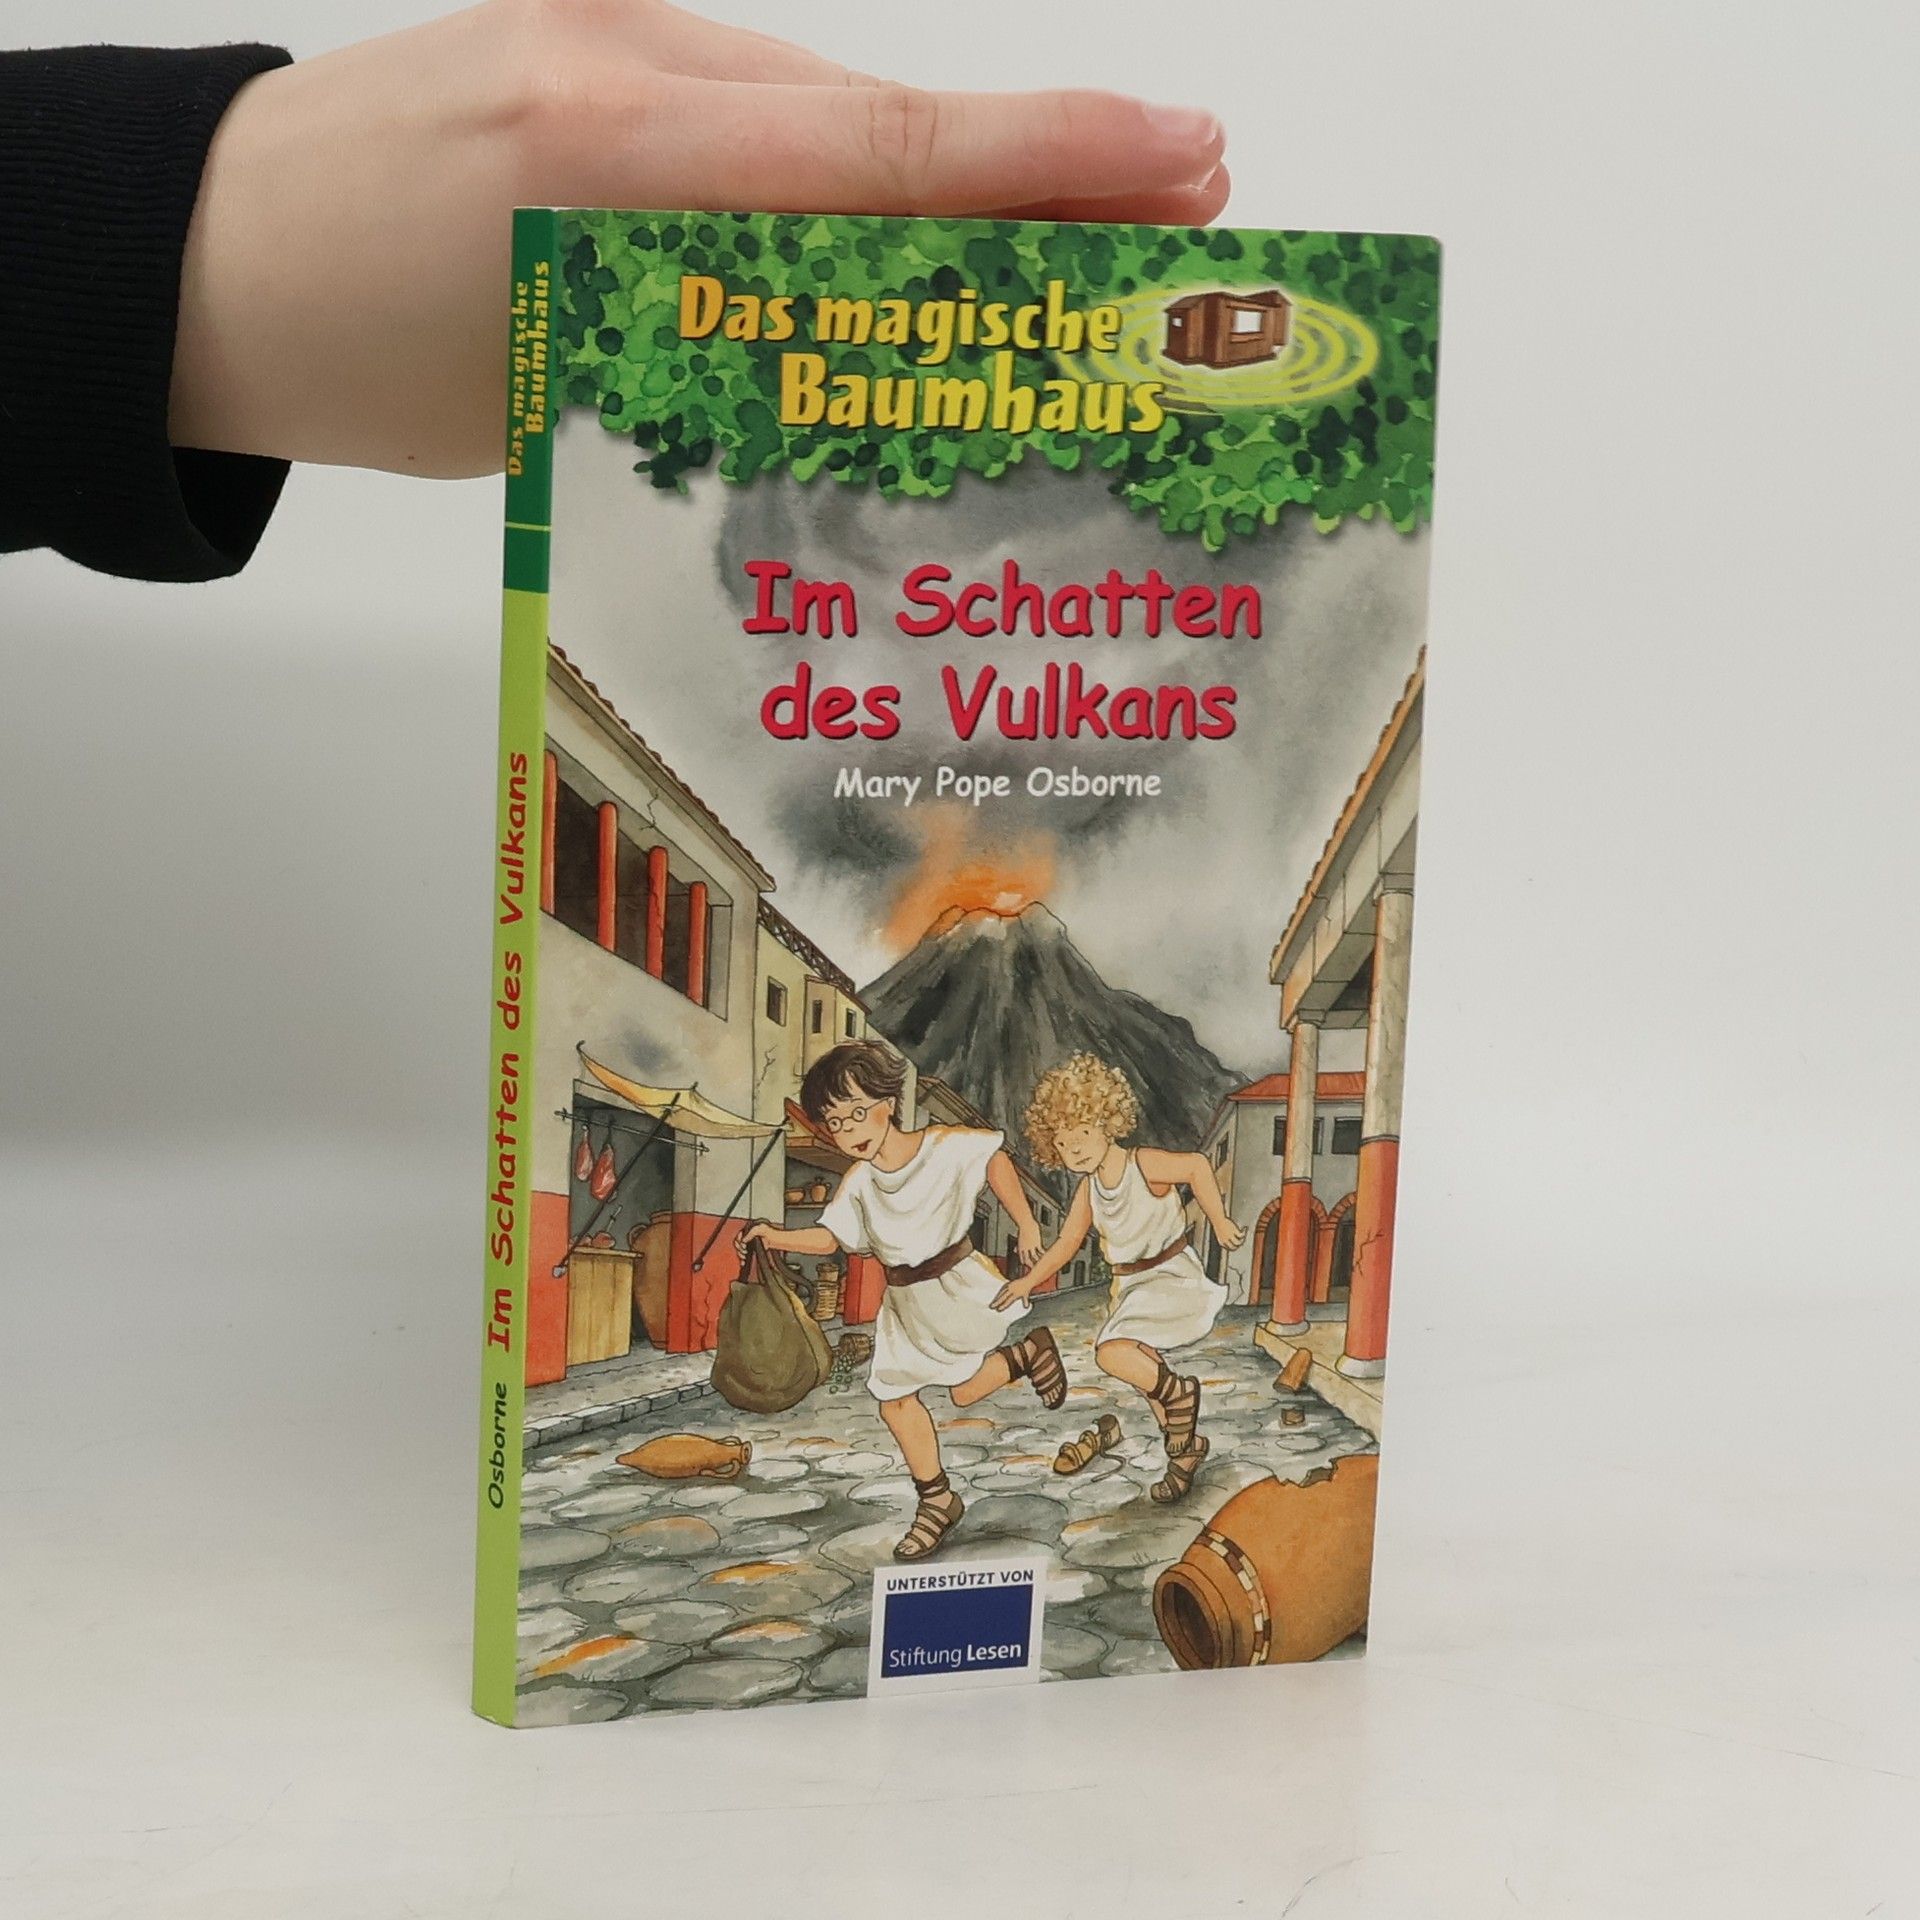 Das magische
Baumhaus
Im Schatten
des Vulkans
Mary Pope Osborne
UNTERSTÜTZT VON
Stiftung Lesen
Das magische
Baumhaus
Osborne Im Schatten des Vulkans